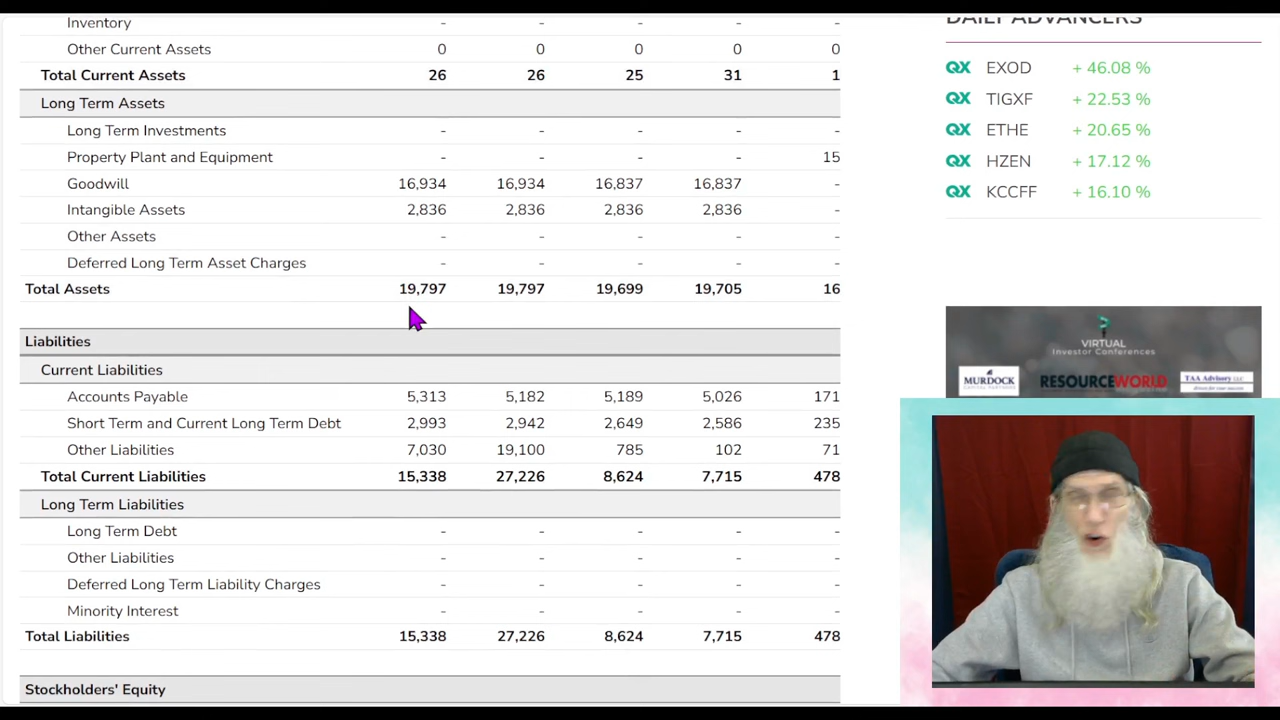 Inventory - - - -
Other Current Assets 0 0 0 0 0
Total Current Assets 26 26 25 31 1
Long Term Assets
Long Term Investments - - - - -
Property Plant and Equipment - - - - 15
Goodwill 16,934 16,934 16,837 16,837 -
Intangible Assets 2,836 2,836 2,836 2,836 -
Other Assets - - - - -
Deferred Long Term Asset Charges - - - - -
Total Assets 19,797 19,797 19,699 19,705 16
Liabilities
Current Liabilities
Accounts Payable 5,313 5,182 5,189 5,026 171
Short Term and Current Long Term Debt 2,993 2,942 2,649 2,586 235
Other Liabilities 7,030 19,100 785 102 71
Total Current Liabilities 15,338 27,226 8,624 7,715 478
Long Term Liabilities
Long Term Debt - - - - -
Other Liabilities - - - - -
Deferred Long Term Liability Charges - - - - -
Minority Interest - - - - -
Total Liabilities 15,338 27,226 8,624 7,715 478
Stockholders' Equity
DAILY ADVANCERS
QX EXOD + 46.08 %
QX TIGXF + 22.53 %
QX ETHE + 20.65 %
QX HZEN + 17.12 %
QX KCCFF + 16.10 %
VIRTUAL
Investor Conferences
MURDOCK
CAPITAL PARTNERS
RESOURCEWORLD
TAA Advisory LLC